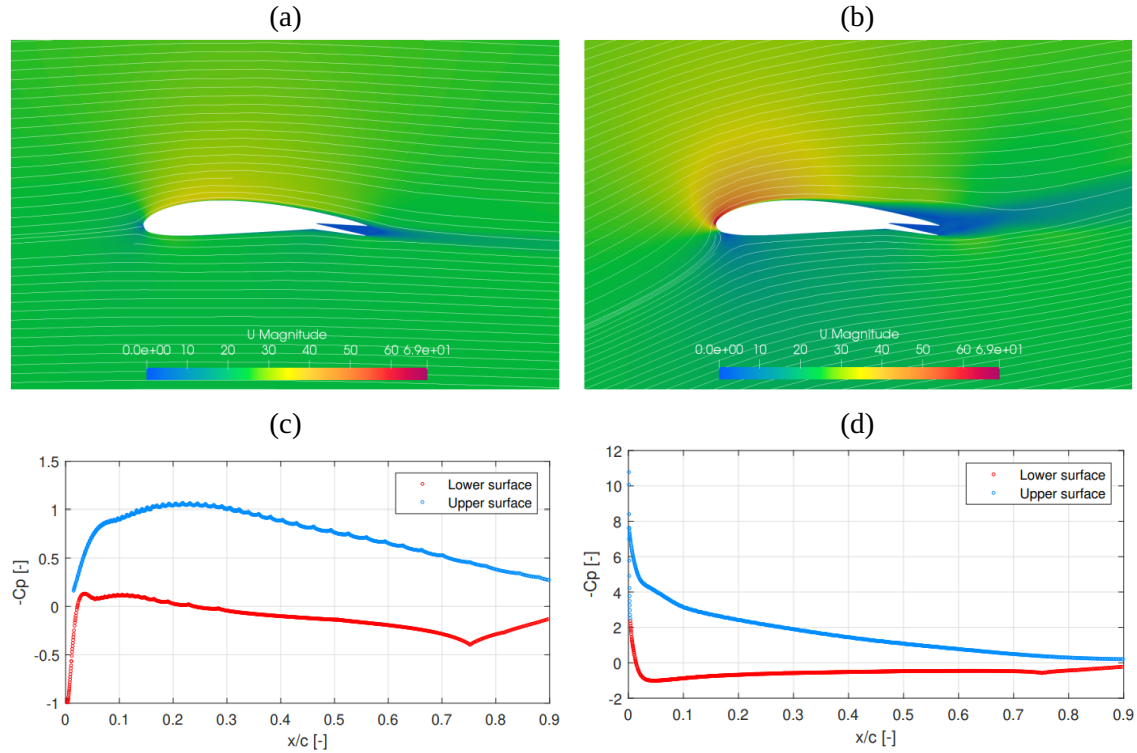 (a)
(b)
U Magnitude
0.0e+00 10 20 30 40 50 60 6.9e+01
U Magnitude
0.0e+00 10 20 30 40 50 60 6.9e+01
(c)
(d)
1.5
1
0.5
0
-0.5
-1
-Cp [-]
Lower surface
Upper surface
0 0.1 0.2 0.3 0.4 0.5 0.6 0.7 0.8 0.9
x/c [-]
12
10
8
6
4
2
0
-2
-Cp [-]
Lower surface
Upper surface
0 0.1 0.2 0.3 0.4 0.5 0.6 0.7 0.8 0.9
x/c [-]